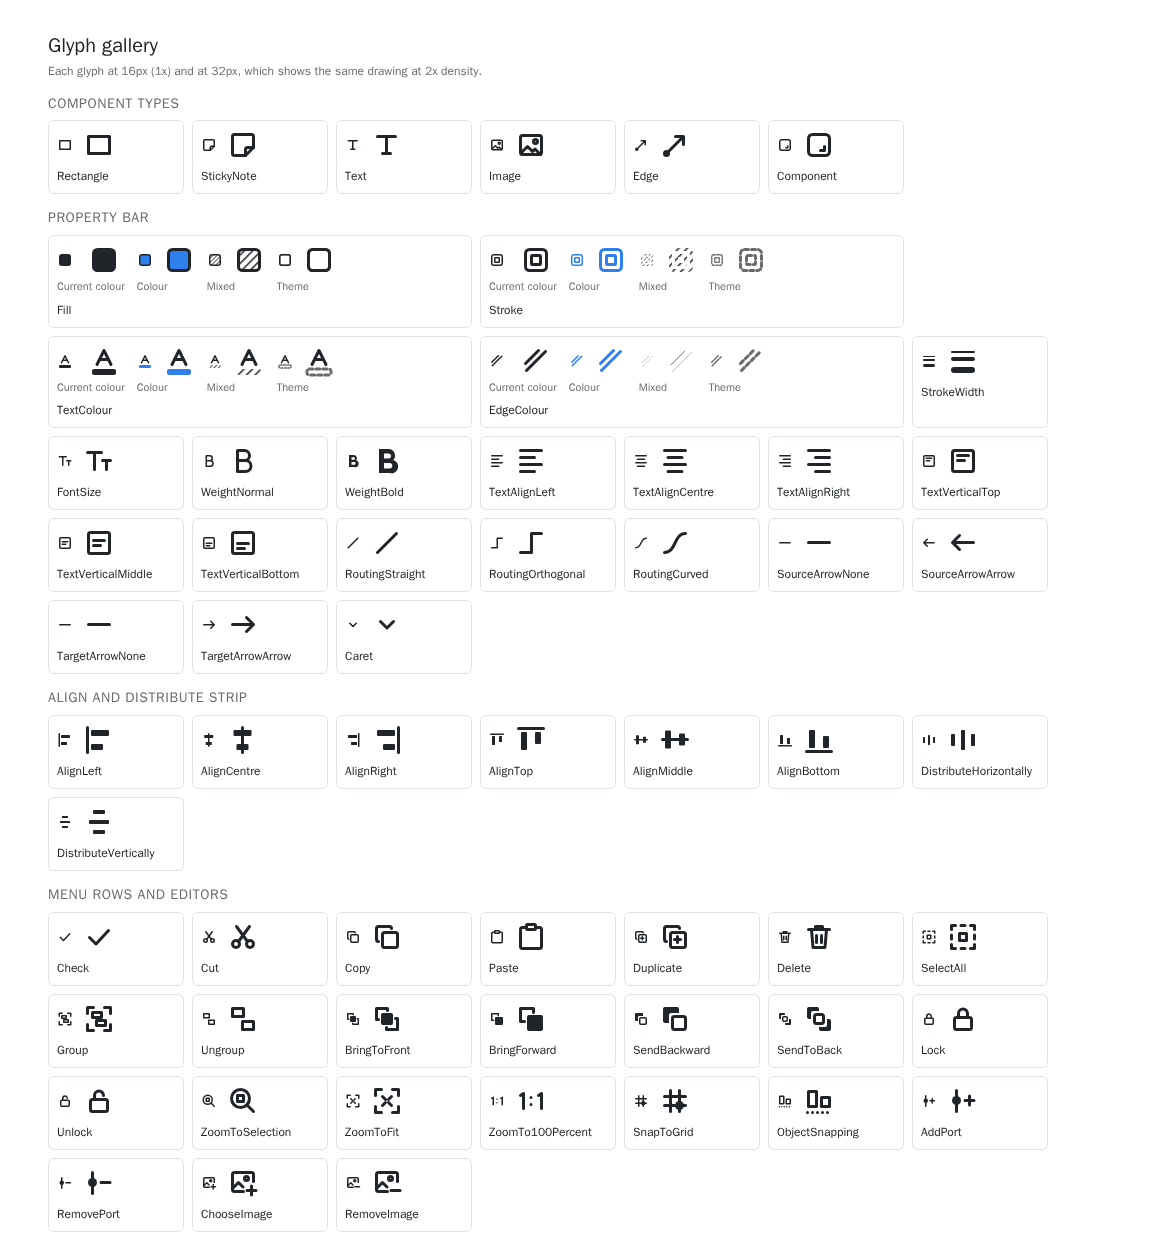 Glyph gallery
Each glyph at 16px (1x) and at 32px, which shows the same drawing at 2x density.
COMPONENT TYPES
Rectangle
StickyNote
Text
Image
Edge
Component
PROPERTY BAR
Current colour Colour Mixed Theme
Fill
Current colour Colour Mixed Theme
Stroke
Current colour Colour Mixed Theme
TextColour
Current colour Colour Mixed Theme
EdgeColour
StrokeWidth
FontSize
WeightNormal
WeightBold
TextAlignLeft
TextAlignCentre
TextAlignRight
TextVerticalTop
TextVerticalMiddle
TextVerticalBottom
RoutingStraight
RoutingOrthogonal
RoutingCurved
SourceArrowNone
SourceArrowArrow
TargetArrowNone
TargetArrowArrow
Caret
ALIGN AND DISTRIBUTE STRIP
AlignLeft
AlignCentre
AlignRight
AlignTop
AlignMiddle
AlignBottom
DistributeHorizontally
DistributeVertically
MENU ROWS AND EDITORS
Check
Cut
Copy
Paste
Duplicate
Delete
SelectAll
Group
Ungroup
BringToFront
BringForward
SendBackward
SendToBack
Lock
Unlock
ZoomToSelection
ZoomToFit
1:1 1:1
ZoomTo100Percent
SnapToGrid
ObjectSnapping
AddPort
RemovePort
ChooseImage
RemoveImage